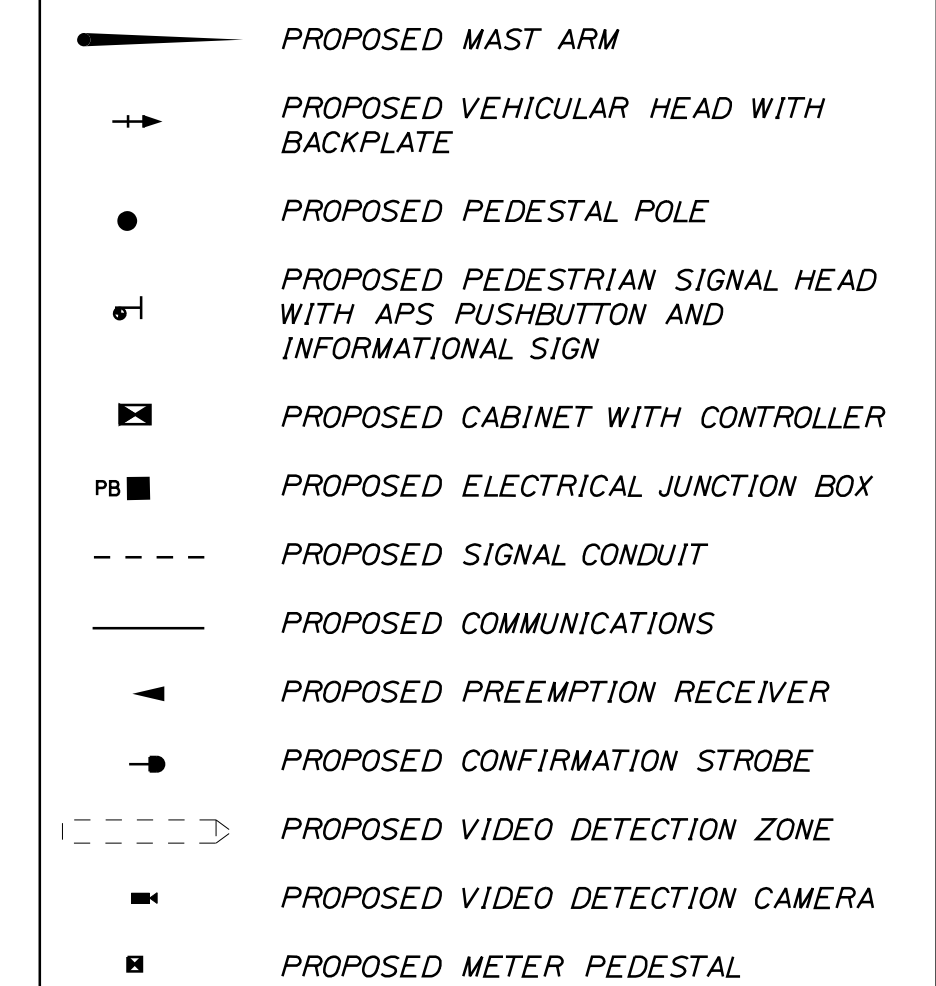 PROPOSED MAST ARM
PROPOSED VEHICULAR HEAD WITH
BACKPLATE
PROPOSED PEDESTAL POLE
PROPOSED PEDESTRIAN SIGNAL HEAD
WITH APS PUSHBUTTON AND
INFORMATIONAL SIGN
PROPOSED CABINET WITH CONTROLLER
PB PROPOSED ELECTRICAL JUNCTION BOX
PROPOSED SIGNAL CONDUIT
PROPOSED COMMUNICATIONS
PROPOSED PREEMPTION RECEIVER
PROPOSED CONFIRMATION STROBE
PROPOSED VIDEO DETECTION ZONE
PROPOSED VIDEO DETECTION CAMERA
PROPOSED METER PEDESTAL